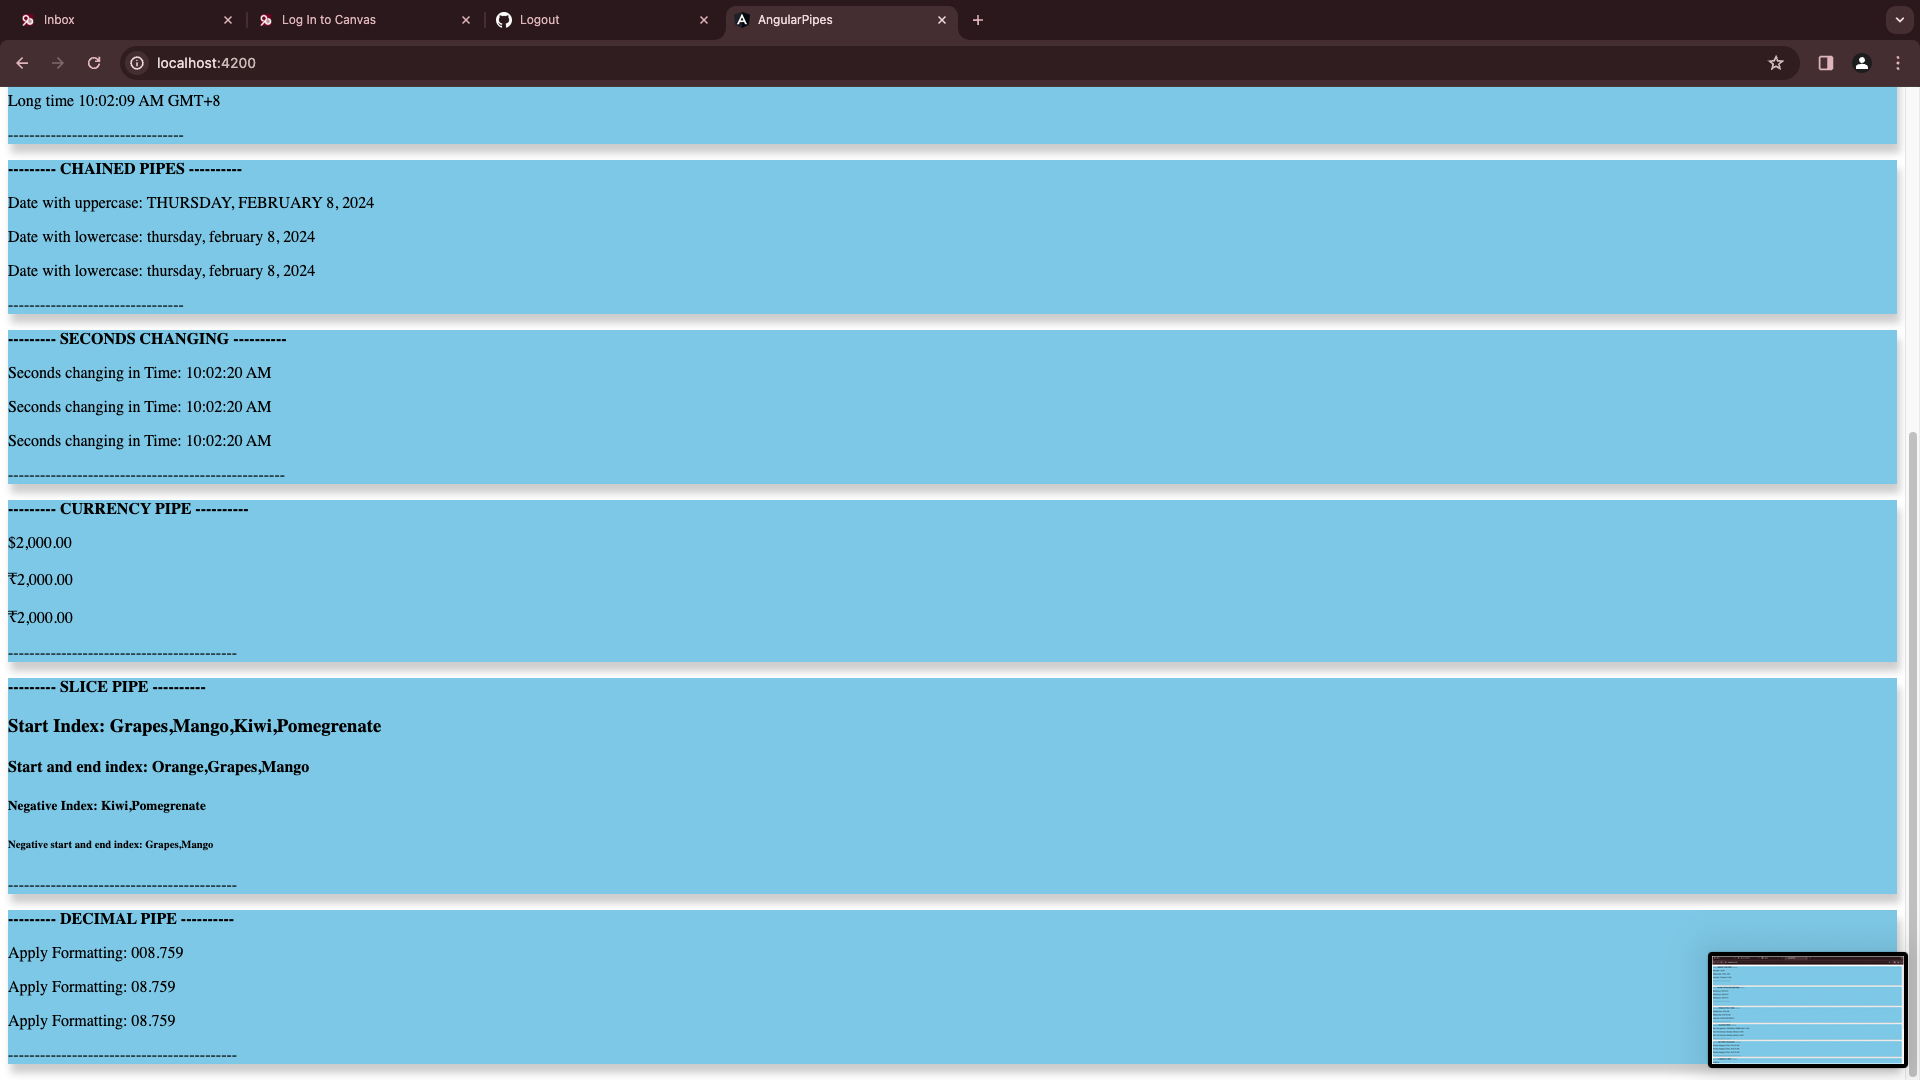 Inbox
Log In to Canvas
Logout
AngularPipes
localhost:4200
Long time 10:02:09 AM GMT+8
---------------------------------
--------- CHAINED PIPES ----------
Date with uppercase: THURSDAY, FEBRUARY 8, 2024
Date with lowercase: thursday, february 8, 2024
Date with lowercase: thursday, february 8, 2024
---------------------------------
--------- SECONDS CHANGING ----------
Seconds changing in Time: 10:02:20 AM
Seconds changing in Time: 10:02:20 AM
Seconds changing in Time: 10:02:20 AM
----------------------------------------------------
--------- CURRENCY PIPE ----------
$2,000.00
₹2,000.00
₹2,000.00
-------------------------------------------
--------- SLICE PIPE ----------
Start Index: Grapes,Mango,Kiwi,Pomegrenate
Start and end index: Orange,Grapes,Mango
Negative Index: Kiwi,Pomegrenate
Negative start and end index: Grapes,Mango
-------------------------------------------
--------- DECIMAL PIPE ----------
Apply Formatting: 008.759
Apply Formatting: 08.759
Apply Formatting: 08.759
-------------------------------------------